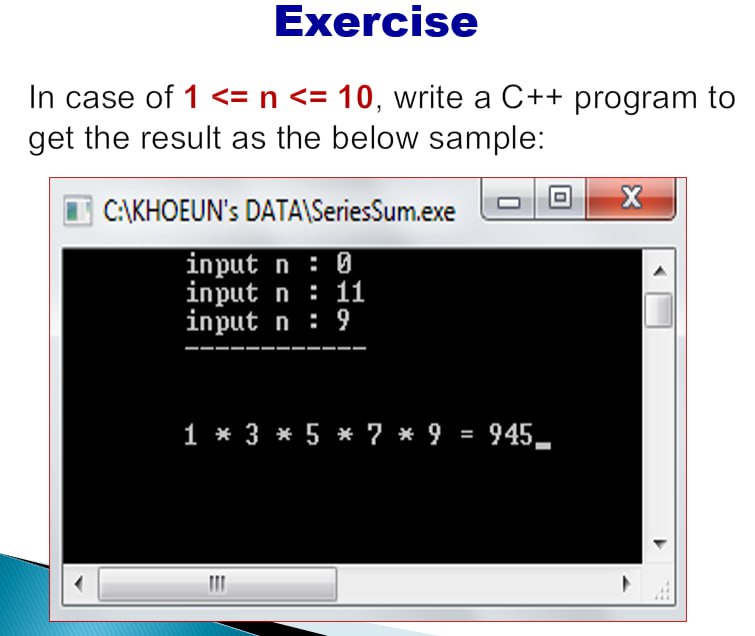 Exercise
In case of 1 <= n <= 10, write a C++ program to
get the result as the below sample:
C:\KHOEUN's DATA\SeriesSum.exe
input n : 0
input n : 11
input n : 9
------------
1 * 3 * 5 * 7 * 9 = 945_